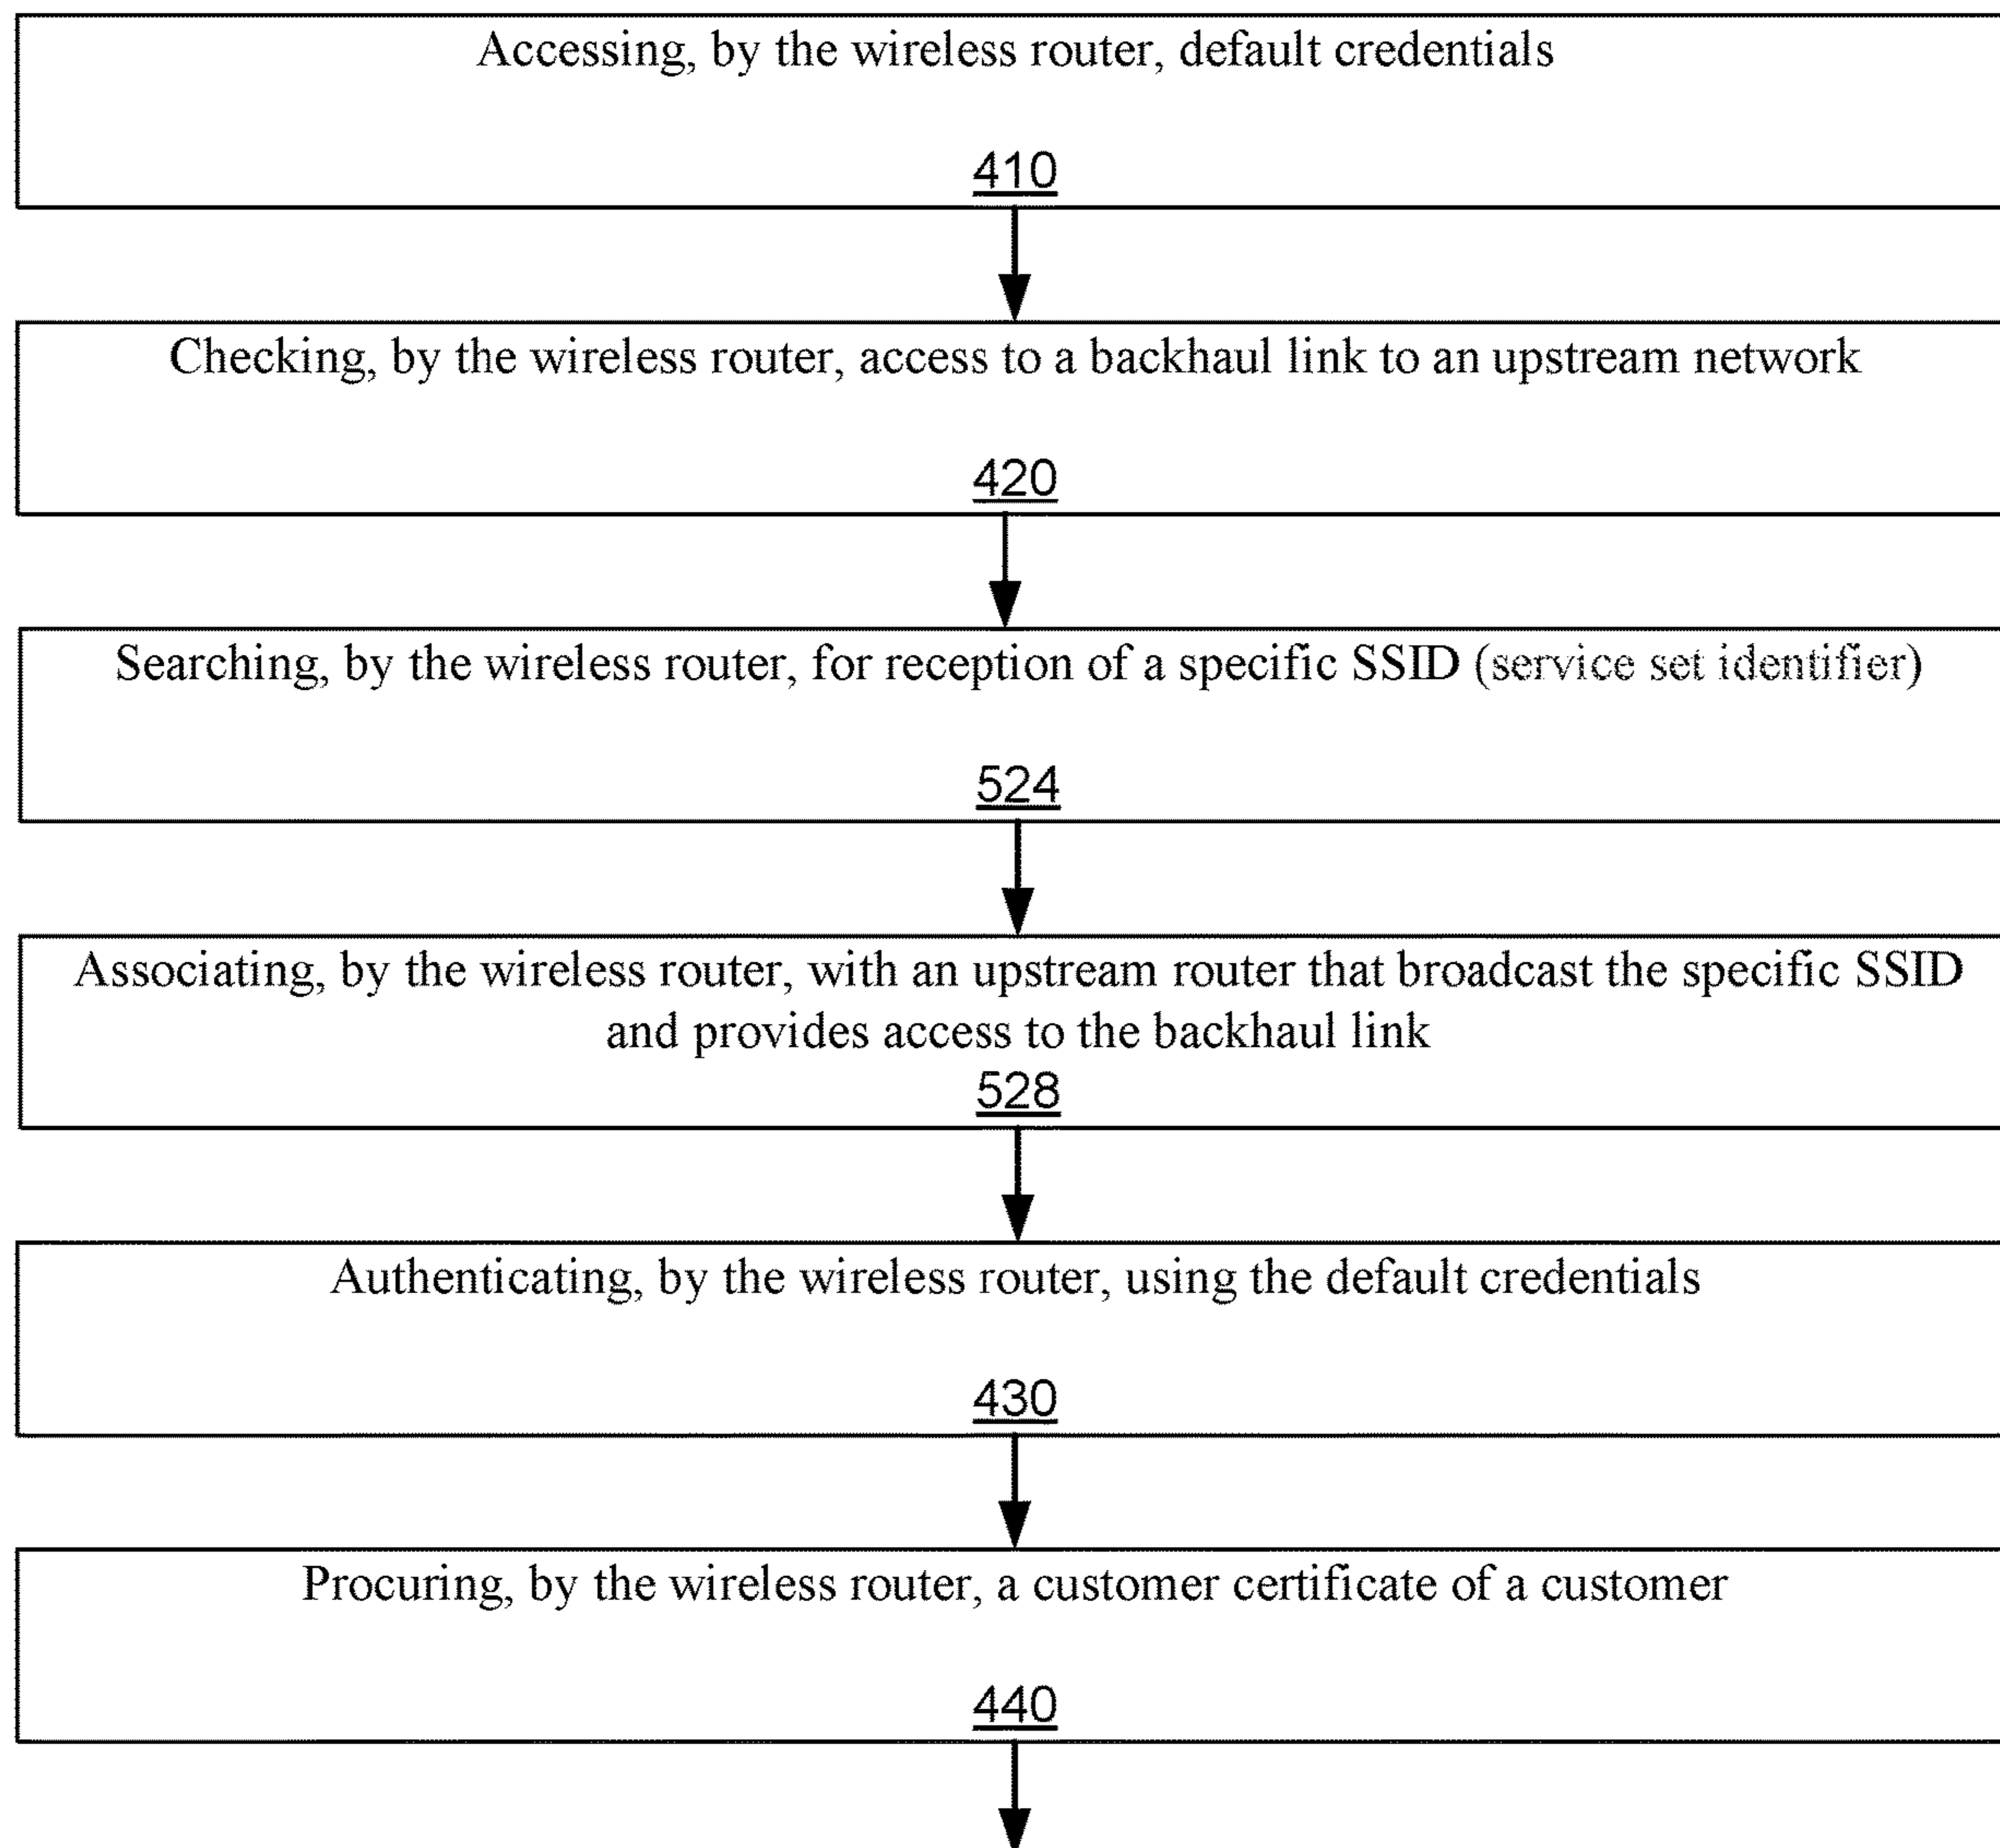 Accessing, by the wireless router, default credentials
410
Checking, by the wireless router, access to a backhaul link to an upstream network
420
Searching, by the wireless router, for reception of a specific SSID (service set identifier)
524
Associating, by the wireless router, with an upstream router that broadcast the specific SSID
and provides access to the backhaul link
528
Authenticating, by the wireless router, using the default credentials
430
Procuring, by the wireless router, a customer certificate of a customer
440